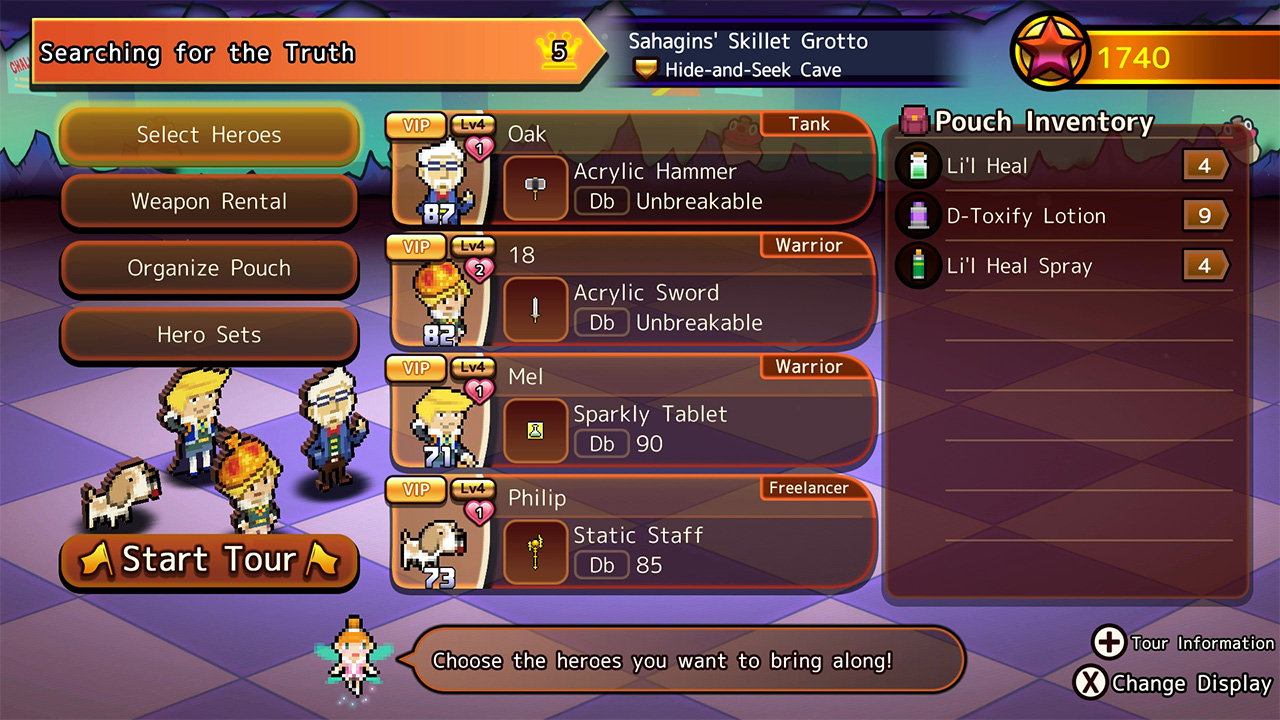 Searching for the Truth
5
Sahagins' Skillet Grotto
Hide-and-Seek Cave
1740
Select Heroes
Weapon Rental
Organize Pouch
Hero Sets
Start Tour
VIP
Lv4
1
87
Oak
Tank
Acrylic Hammer
Db Unbreakable
VIP
Lv4
2
82
18
Warrior
Acrylic Sword
Db Unbreakable
VIP
Lv4
1
71
Mel
Warrior
Sparkly Tablet
Db 90
VIP
Lv4
1
73
Philip
Freelancer
Static Staff
Db 85
Pouch Inventory
Li'l Heal 4
D-Toxify Lotion 9
Li'l Heal Spray 4
Choose the heroes you want to bring along!
+ Tour Information
X Change Display